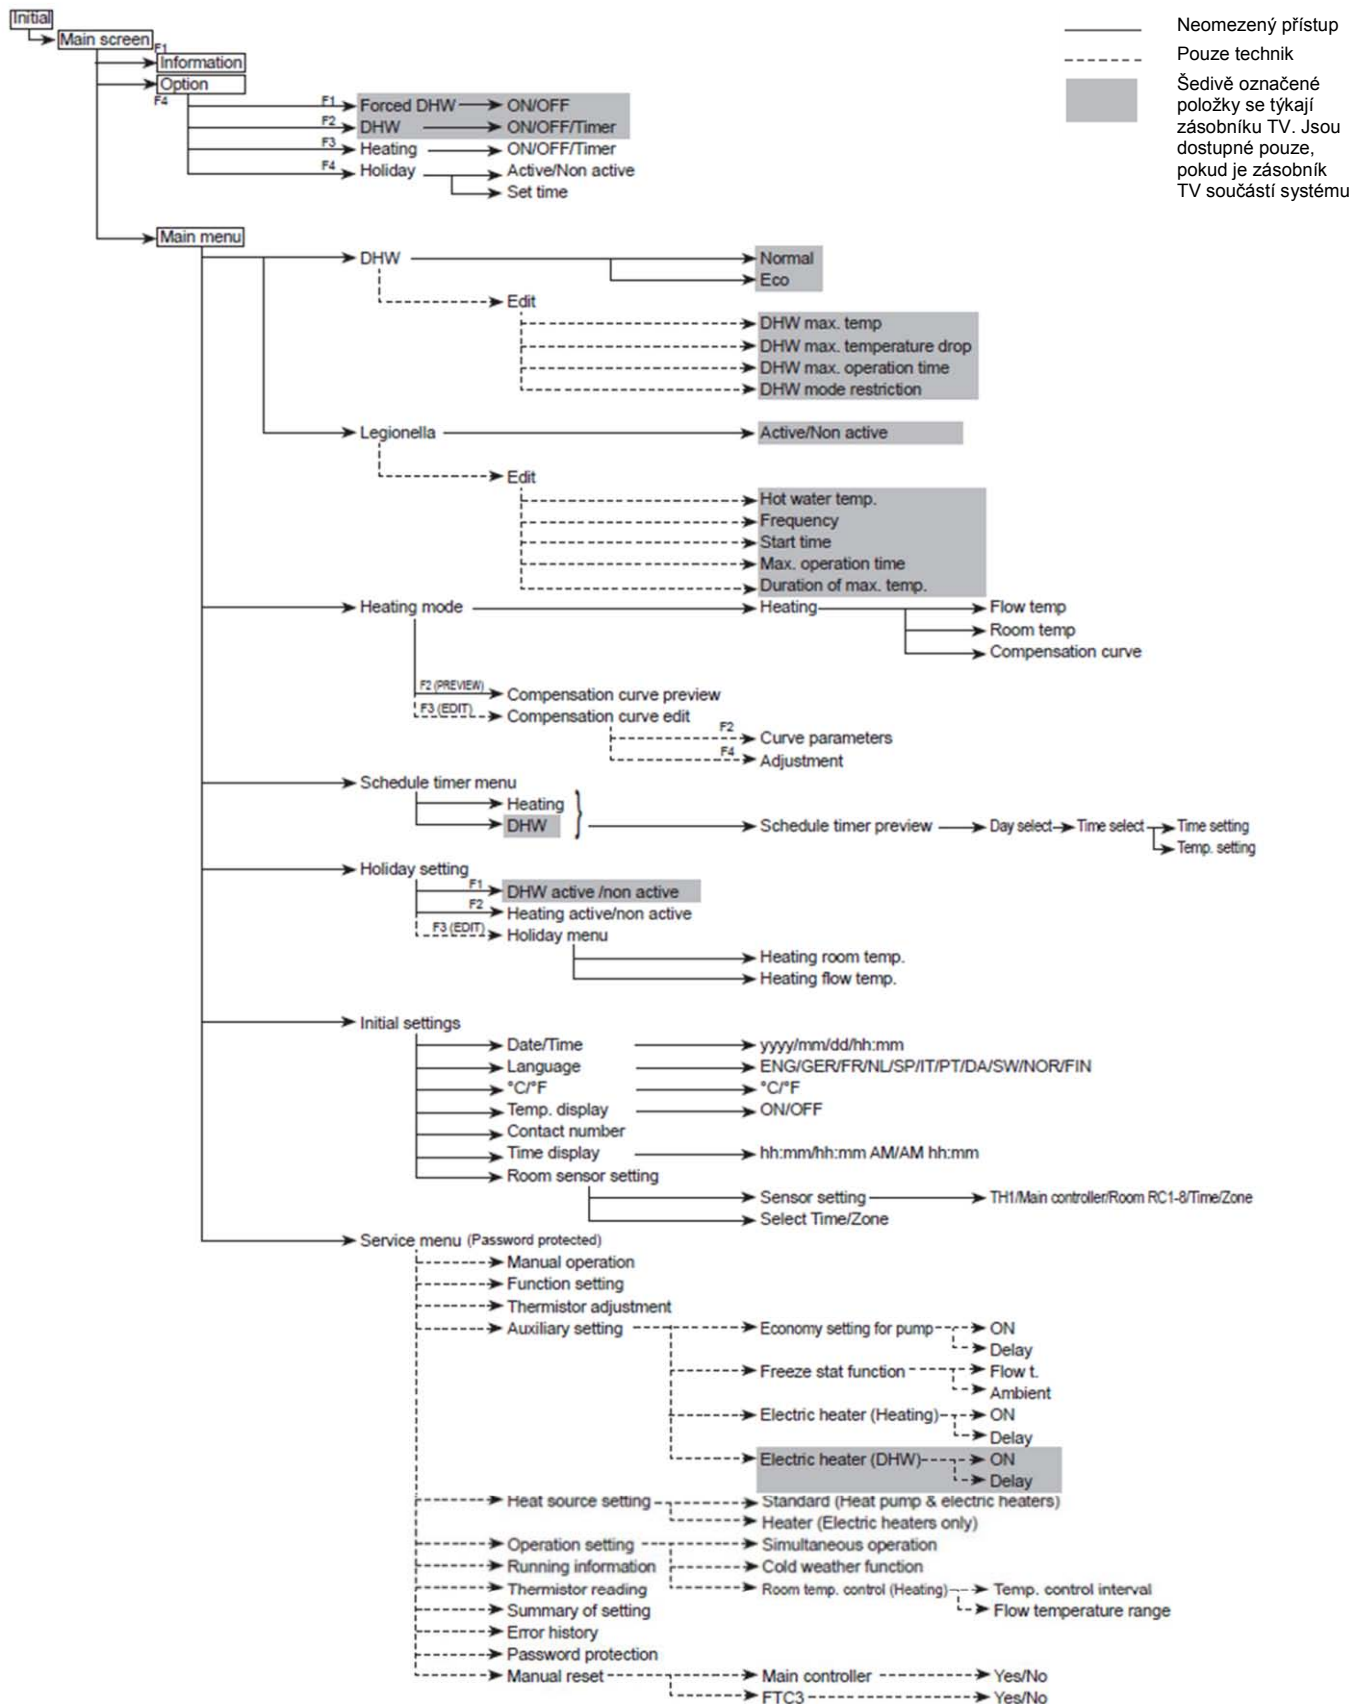 Initial
Main screen
F1
Information
Option
F4
F1 Forced DHW ON/OFF
F2 DHW ON/OFF/Timer
F3 Heating ON/OFF/Timer
F4 Holiday Active/Non active
Set time
Neomezený přístup
Pouze technik
Šedivě označené
položky se týkají
zásobníku TV. Jsou
dostupné pouze,
pokud je zásobník
TV součástí systému
Main menu
DHW Normal
Eco
Edit
DHW max. temp
DHW max. temperature drop
DHW max. operation time
DHW mode restriction
Legionella Active/Non active
Edit
Hot water temp.
Frequency
Start time
Max. operation time
Duration of max. temp.
Heating mode Heating Flow temp
Room temp
Compensation curve
F2 (PREVIEW) Compensation curve preview
F3 (EDIT) Compensation curve edit
F2 Curve parameters
F4 Adjustment
Schedule timer menu
Heating
DHW } Schedule timer preview Day select Time select Time setting
Temp. setting
Holiday setting
F1 DHW active /non active
F2 Heating active/non active
F3 (EDIT) Holiday menu
Heating room temp.
Heating flow temp.
Initial settings
Date/Time yyyy/mm/dd/hh:mm
Language ENG/GER/FR/NL/SP/IT/PT/DA/SW/NOR/FIN
°C/°F °C/°F
Temp. display ON/OFF
Contact number
Time display hh:mm/hh:mm AM/AM hh:mm
Room sensor setting
Sensor setting TH1/Main controller/Room RC1-8/Time/Zone
Select Time/Zone
Service menu (Password protected)
Manual operation
Function setting
Thermistor adjustment
Auxiliary setting Economy setting for pump ON
Delay
Freeze stat function Flow t.
Ambient
Electric heater (Heating) ON
Delay
Electric heater (DHW) ON
Delay
Heat source setting Standard (Heat pump & electric heaters)
Heater (Electric heaters only)
Operation setting Simultaneous operation
Running information Cold weather function
Thermistor reading Room temp. control (Heating) Temp. control interval
Summary of setting Flow temperature range
Error history
Password protection
Manual reset Main controller Yes/No
FTC3 Yes/No